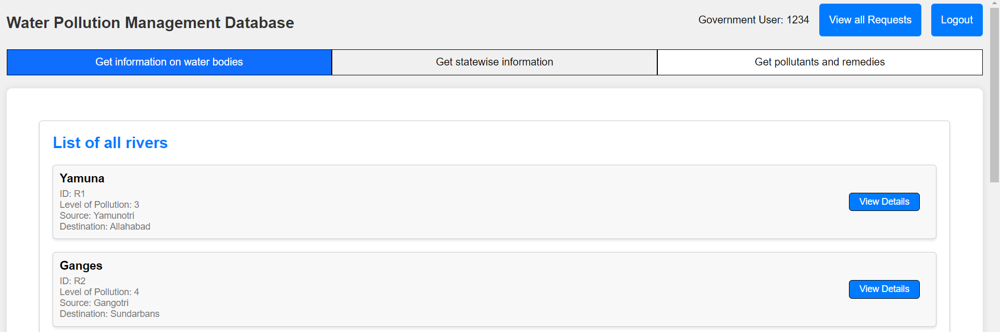 Water Pollution Management Database
Government User: 1234
View all Requests
Logout
Get information on water bodies
Get statewise information
Get pollutants and remedies
List of all rivers
Yamuna
ID: R1
Level of Pollution: 3
Source: Yamunotri
Destination: Allahabad
View Details
Ganges
ID: R2
Level of Pollution: 4
Source: Gangotri
Destination: Sundarbans
View Details